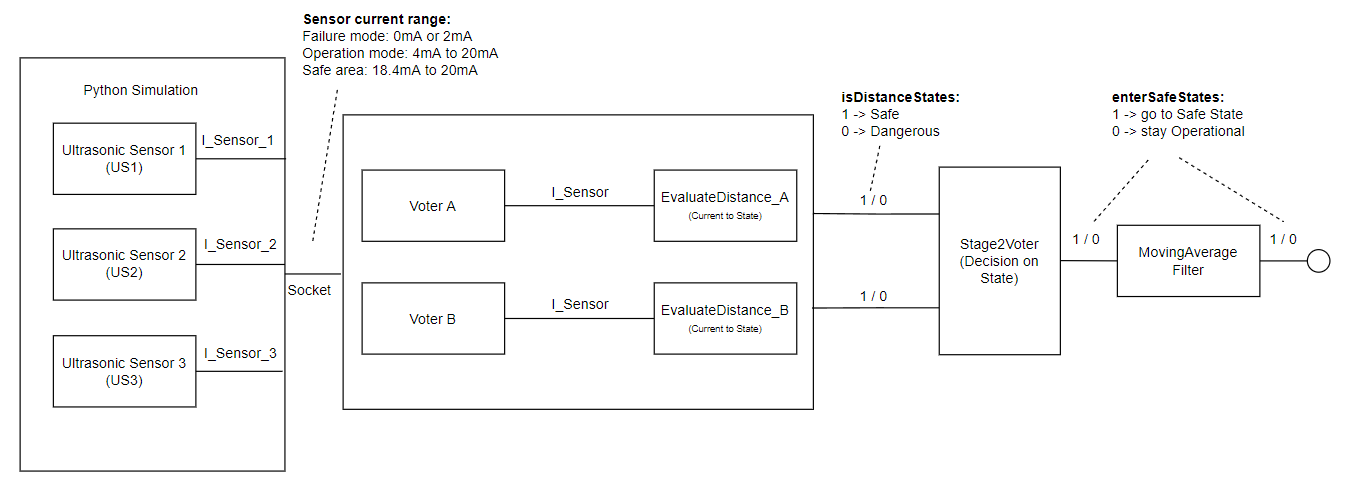 Sensor current range:
Failure mode: 0mA or 2mA
Operation mode: 4mA to 20mA
Safe area: 18.4mA to 20mA
Python Simulation
Ultrasonic Sensor 1
(US1)
I_Sensor_1
Ultrasonic Sensor 2
(US2)
I_Sensor_2
Ultrasonic Sensor 3
(US3)
I_Sensor_3
Socket
Voter A
I_Sensor
EvaluateDistance_A
(Current to State)
Voter B
I_Sensor
EvaluateDistance_B
(Current to State)
isDistanceStates:
1 -> Safe
0 -> Dangerous
1 / 0
1 / 0
Stage2Voter
(Decision on
State)
enterSafeStates:
1 -> go to Safe State
0 -> stay Operational
1 / 0
MovingAverage
Filter
1 / 0